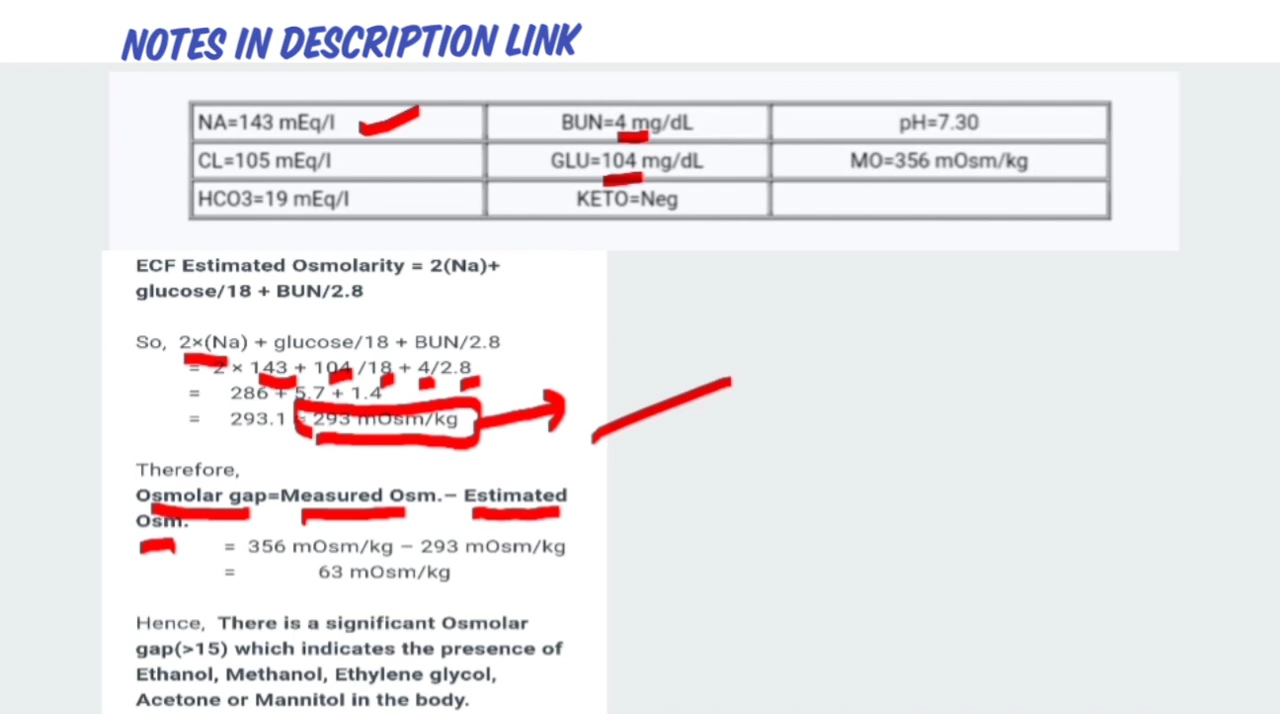 NOTES IN DESCRIPTION LINK
NA=143 mEq/l BUN=4 mg/dL pH=7.30
CL=105 mEq/l GLU=104 mg/dL MO=356 mOsm/kg
HCO3=19 mEq/l KETO=Neg
ECF Estimated Osmolarity = 2(Na)+
glucose/18 + BUN/2.8
So, 2×(Na) + glucose/18 + BUN/2.8
= 2 × 143 + 104 /18 + 4/2.8
= 286 + 5.7 + 1.4
= 293.1 = 293 mOsm/kg
Therefore,
Osmolar gap=Measured Osm.− Estimated
Osm.
= 356 mOsm/kg − 293 mOsm/kg
= 63 mOsm/kg
Hence, There is a significant Osmolar
gap(>15) which indicates the presence of
Ethanol, Methanol, Ethylene glycol,
Acetone or Mannitol in the body.